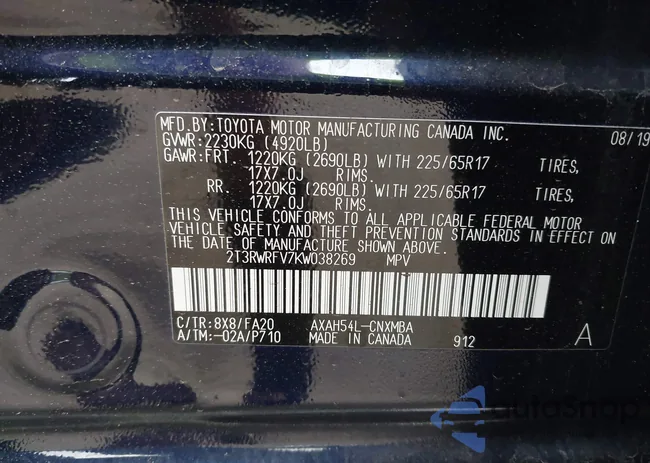 MFD.BY:TOYOTA MOTOR MANUFACTURING CANADA INC. 08/19
GVWR:2230KG (4920LB)
GAWR:FRT. 1220KG (2690LB) WITH 225/65R17 TIRES,
17X7.0J RIMS.
RR. 1220KG (2690LB) WITH 225/65R17 TIRES,
17X7.0J RIMS.
THIS VEHICLE CONFORMS TO ALL APPLICABLE FEDERAL MOTOR
VEHICLE SAFETY AND THEFT PREVENTION STANDARDS IN EFFECT ON
THE DATE OF MANUFACTURE SHOWN ABOVE.
2T3RWRFV7KW038269 MPV
C/TR:8X8/FA20 AXAH54L-CNXMBA
A/TM:-02A/P710 MADE IN CANADA 912 A
autoSnap